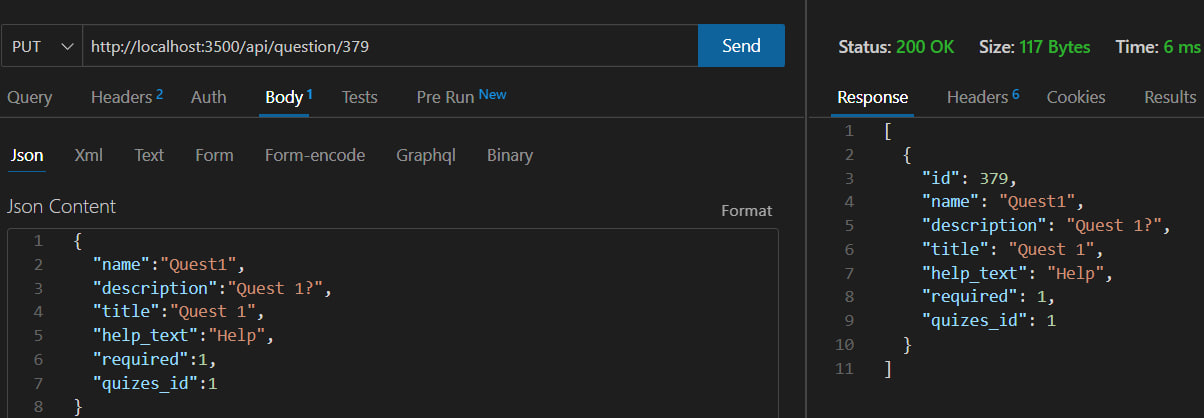 PUT http://localhost:3500/api/question/379 Send
Query Headers 2 Auth Body 1 Tests Pre Run New
Json Xml Text Form Form-encode Graphql Binary
Json Content
Format
1 {
2 "name":"Quest1",
3 "description":"Quest 1?",
4 "title":"Quest 1",
5 "help_text":"Help",
6 "required":1,
7 "quizes_id":1
8 }
Status: 200 OK Size: 117 Bytes Time: 6 ms
Response Headers 6 Cookies Results
1 [
2 {
3 "id": 379,
4 "name": "Quest1",
5 "description": "Quest 1?",
6 "title": "Quest 1",
7 "help_text": "Help",
8 "required": 1,
9 "quizes_id": 1
10 }
11 ]